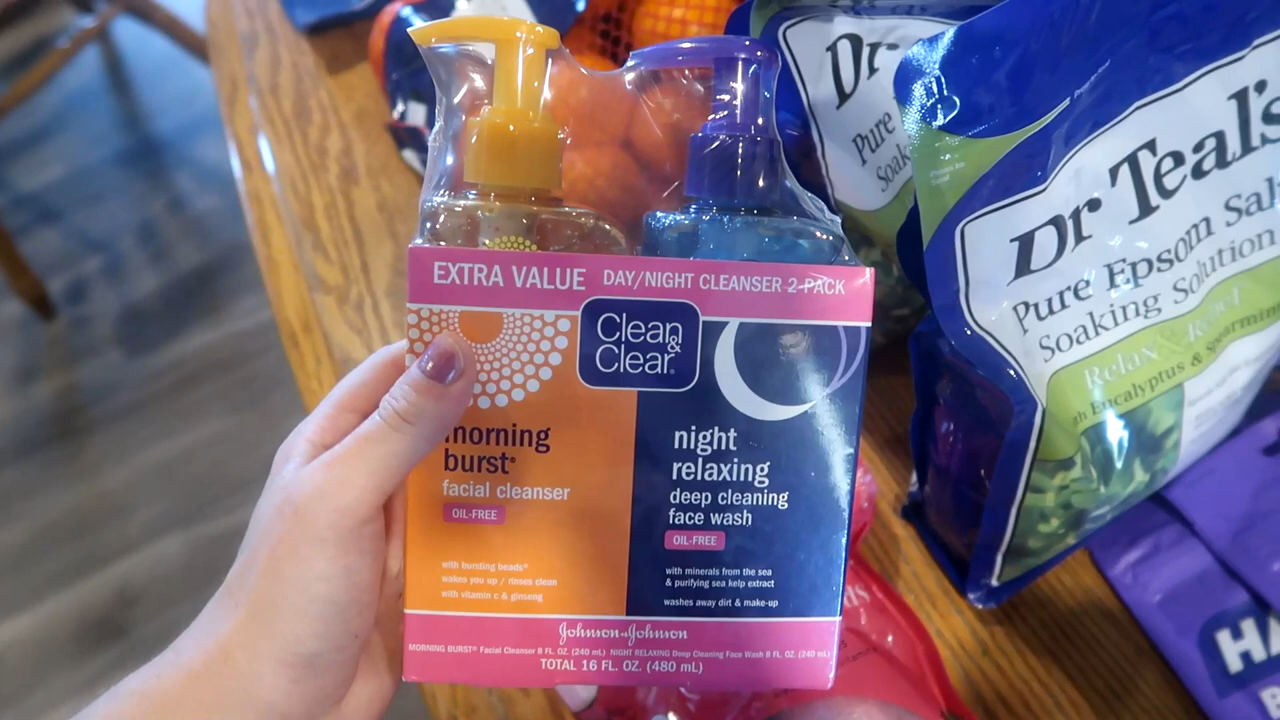 EXTRA VALUE DAY/NIGHT CLEANSER 2-PACK
Clean
&
Clear®
morning
burst®
facial cleanser
OIL-FREE
with bursting beads®
wakes you up / rinses clean
with vitamin c & ginseng
night
relaxing
deep cleaning
face wash
OIL-FREE
with minerals from the sea
& purifying sea kelp extract
washes away dirt & make-up
Johnson & Johnson
MORNING BURST® Facial Cleanser 8 FL. OZ. (240 mL) NIGHT RELAXING Deep Cleaning Face Wash 8 FL. OZ. (240 mL)
TOTAL 16 FL. OZ. (480 mL)
Dr
Pure
Soak
Dr Teal's
Pure Epsom Sal
Soaking Solution
Relax & Relief
th Eucalyptus & Spearmint
HA